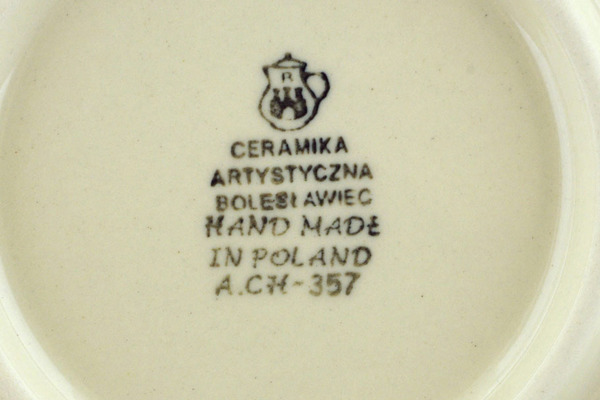 R
CERAMIKA
ARTYSTYCZNA
BOLESŁAWIEC
HAND MADE
IN POLAND
A.CH-357